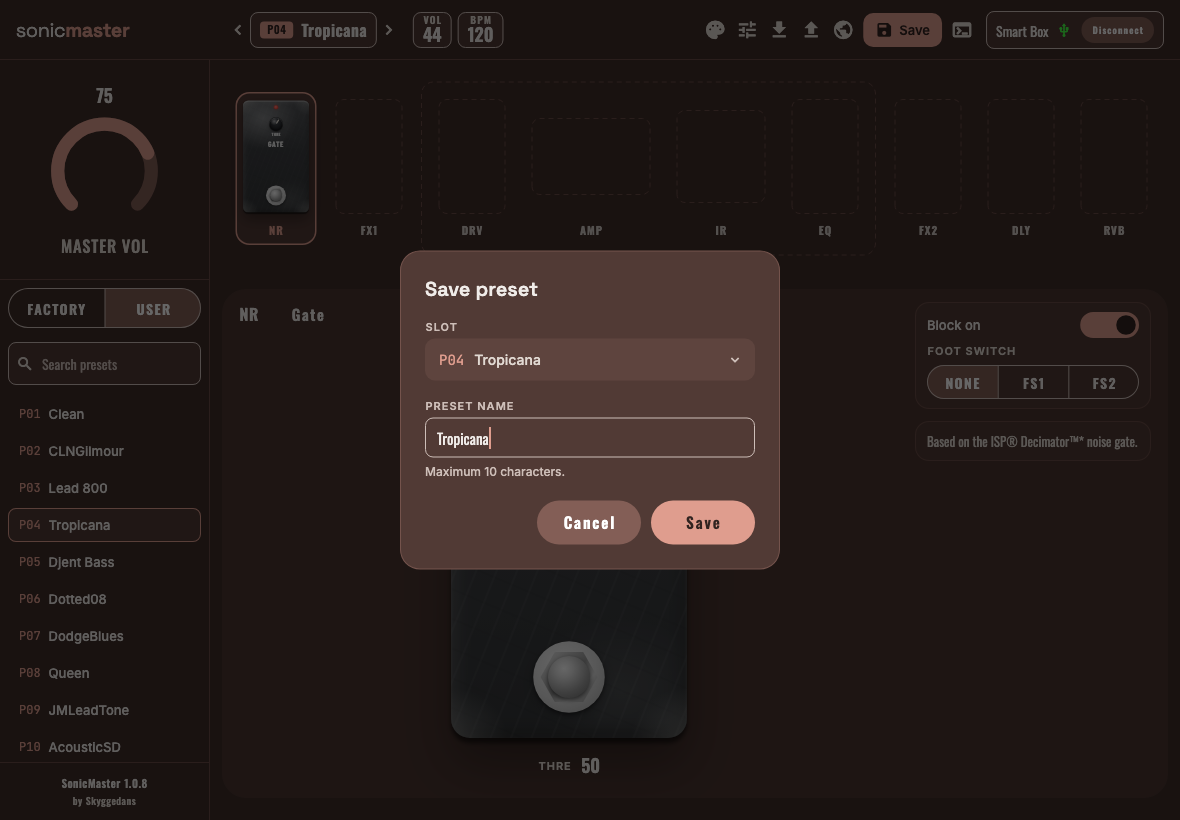 sonicmaster
P04 Tropicana
VOL
44
BPM
120
Save
Smart Box
Disconnect
75
MASTER VOL
FACTORY
USER
Search presets
P01 Clean
P02 CLNGilmour
P03 Lead 800
P04 Tropicana
P05 Djent Bass
P06 Dotted08
P07 DodgeBlues
P08 Queen
P09 JMLeadTone
P10 AcousticSD
SonicMaster 1.0.8
by Skyggedans
GATE
NR
FX1
DRV
AMP
IR
EQ
FX2
DLY
RVB
NR Gate
Block on
FOOT SWITCH
NONE
FS1
FS2
Based on the ISP® Decimator™* noise gate.
Save preset
SLOT
P04 Tropicana
PRESET NAME
Tropicana
Maximum 10 characters.
Cancel
Save
THRE 50